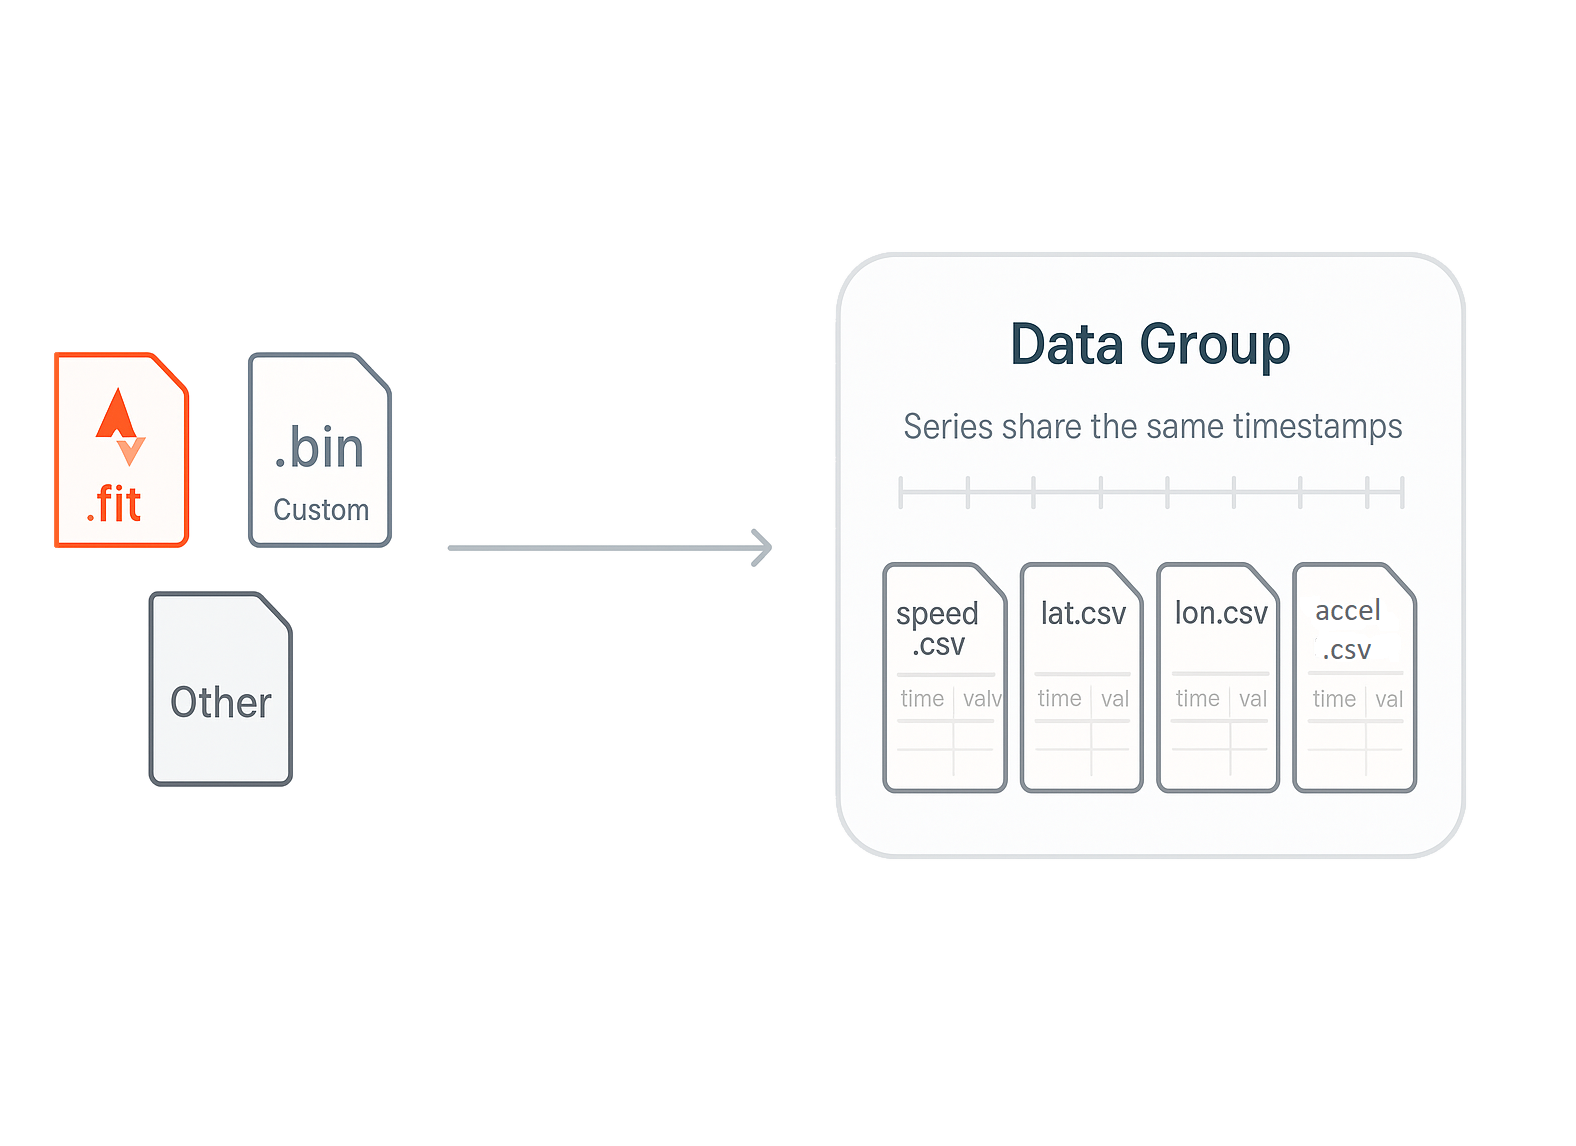 .fit
.bin
Custom
Other
Data Group
Series share the same timestamps
speed
.csv
time valv
lat.csv
time val
lon.csv
time val
accel
.csv
time val